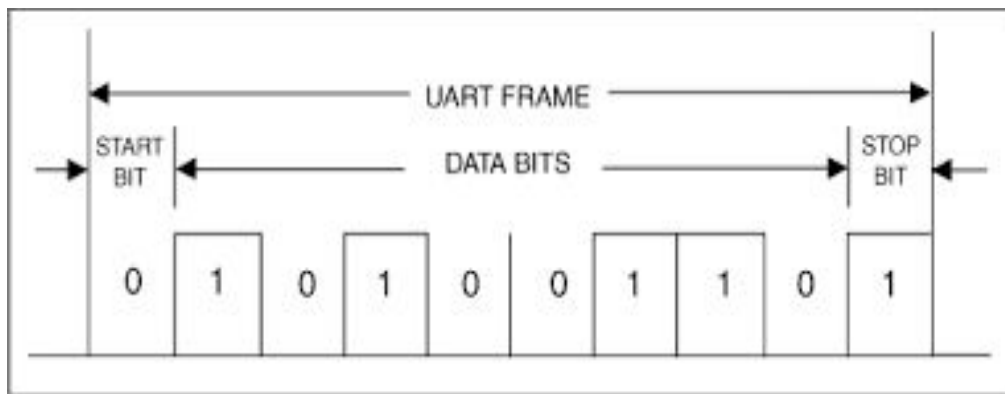 UART FRAME
START BIT
DATA BITS
STOP BIT
0 1 0 1 0 0 1 1 0 1